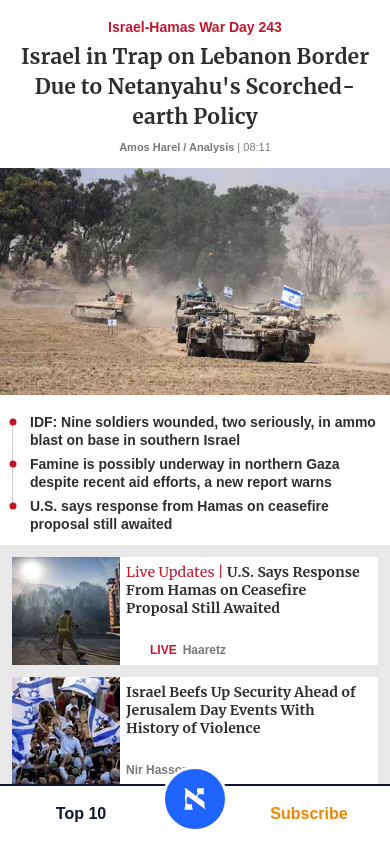 Israel-Hamas War Day 243
Israel in Trap on Lebanon Border
Due to Netanyahu's Scorched-
earth Policy
Amos Harel / Analysis | 08:11
IDF: Nine soldiers wounded, two seriously, in ammo
blast on base in southern Israel
Famine is possibly underway in northern Gaza
despite recent aid efforts, a new report warns
U.S. says response from Hamas on ceasefire
proposal still awaited
Live Updates | U.S. Says Response
From Hamas on Ceasefire
Proposal Still Awaited
LIVE Haaretz
Israel Beefs Up Security Ahead of
Jerusalem Day Events With
History of Violence
Nir
Top 10
Subscribe